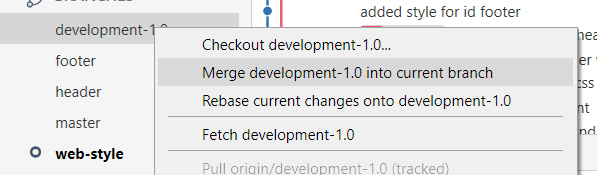 BRANCHES
added style for id footer
development-1.0
Checkout development-1.0...
footer
Merge development-1.0 into current branch
header
Rebase current changes onto development-1.0
css
master
Fetch development-1.0
web-style
Pull origin/development-1.0 (tracked)